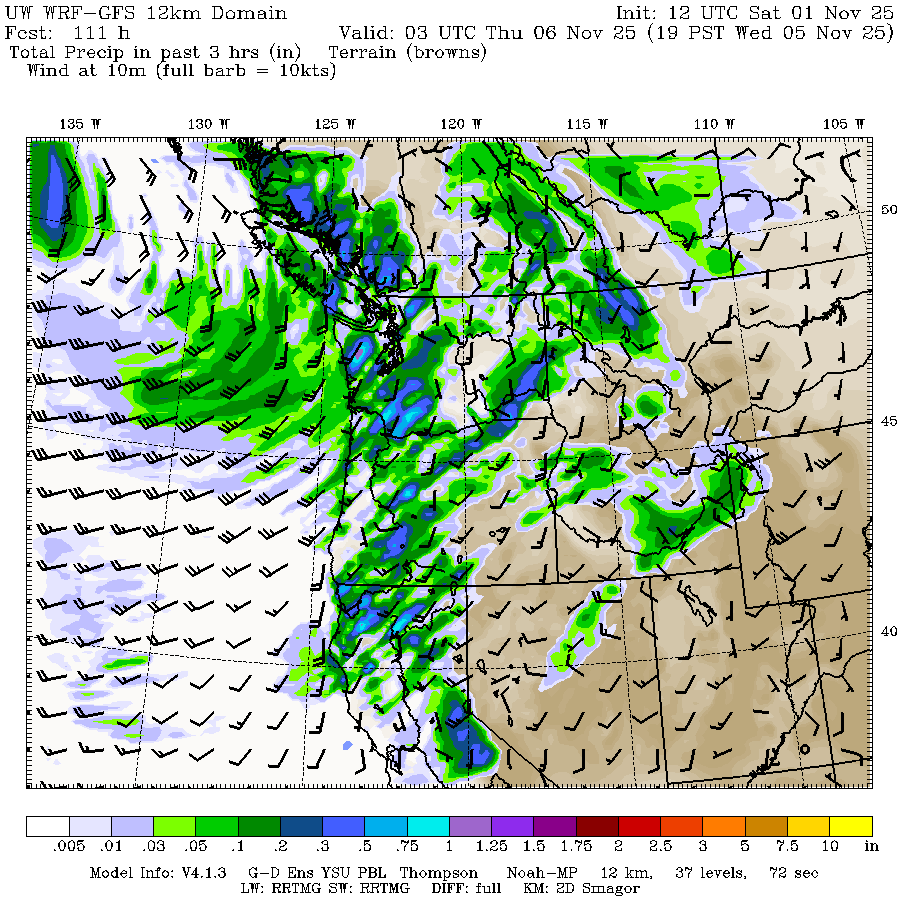 UW WRF-GFS 12km Domain Init: 12 UTC Sat 01 Nov 25
Fcst: 111 h Valid: 03 UTC Thu 06 Nov 25 (19 PST Wed 05 Nov 25)
Total Precip in past 3 hrs (in) Terrain (browns)
Wind at 10m (full barb = 10kts)
135 W 130 W 125 W 120 W 115 W 110 W 105 W
50
45
40
.005 .01 .03 .05 .1 .2 .3 .5 .75 1 1.25 1.5 1.75 2 2.5 3 5 7.5 10 in
Model Info: V4.1.3 G-D Ens YSU PBL Thompson Noah-MP 12 km, 37 levels, 72 sec
LW: RRTMG SW: RRTMG DIFF: full KM: 2D Smagor